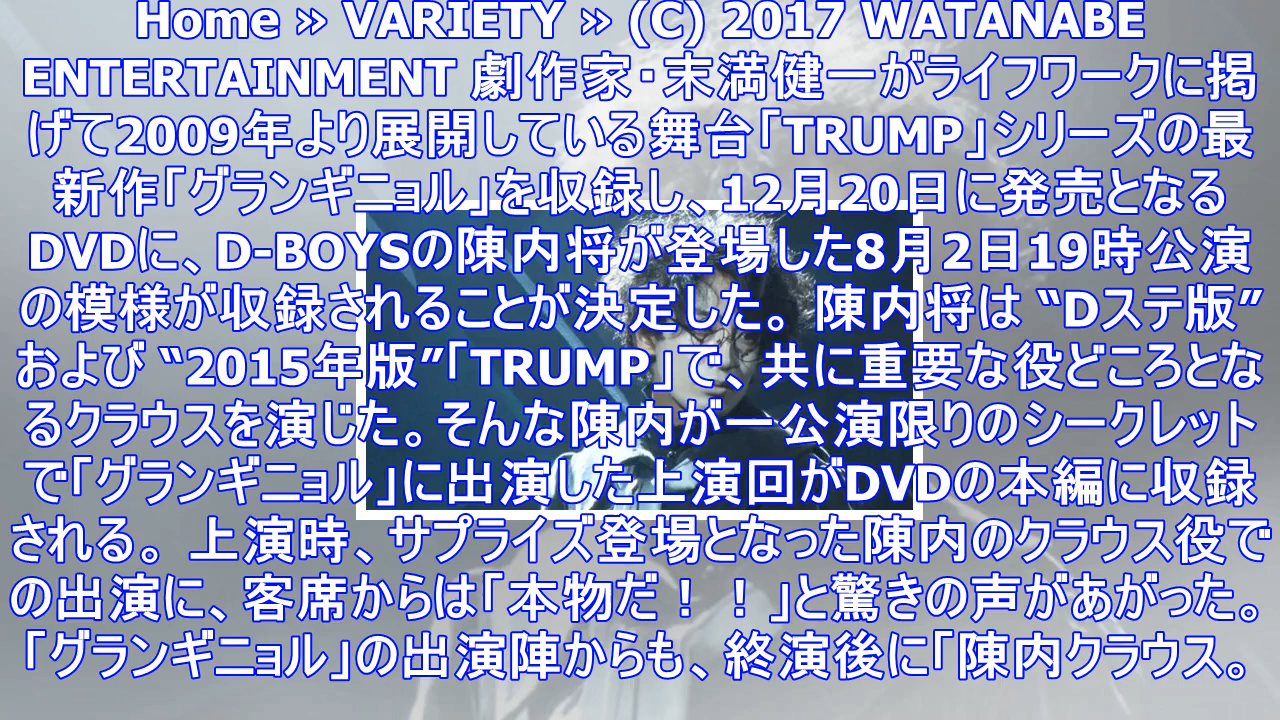 Home » VARIETY » (C) 2017 WATANABE
ENTERTAINMENT 劇作家・末満健一がライフワークに掲
げて2009年より展開している舞台「TRUMP」シリーズの最
新作「グランギニョル」を収録し、12月20日に発売となる
DVDに、D-BOYSの陳内将が登場した8月2日19時公演
の模様が収録されることが決定した。陳内将は “Dステ版”
および “2015年版”「TRUMP」で、共に重要な役どころとな
るクラウスを演じた。そんな陳内が一公演限りのシークレット
で「グランギニョル」に出演した上演回がDVDの本編に収録
される。上演時、サプライズ登場となった陳内のクラウス役で
の出演に、客席からは「本物だ！！」と驚きの声があがった。
「グランギニョル」の出演陣からも、終演後に「陳内クラウス。